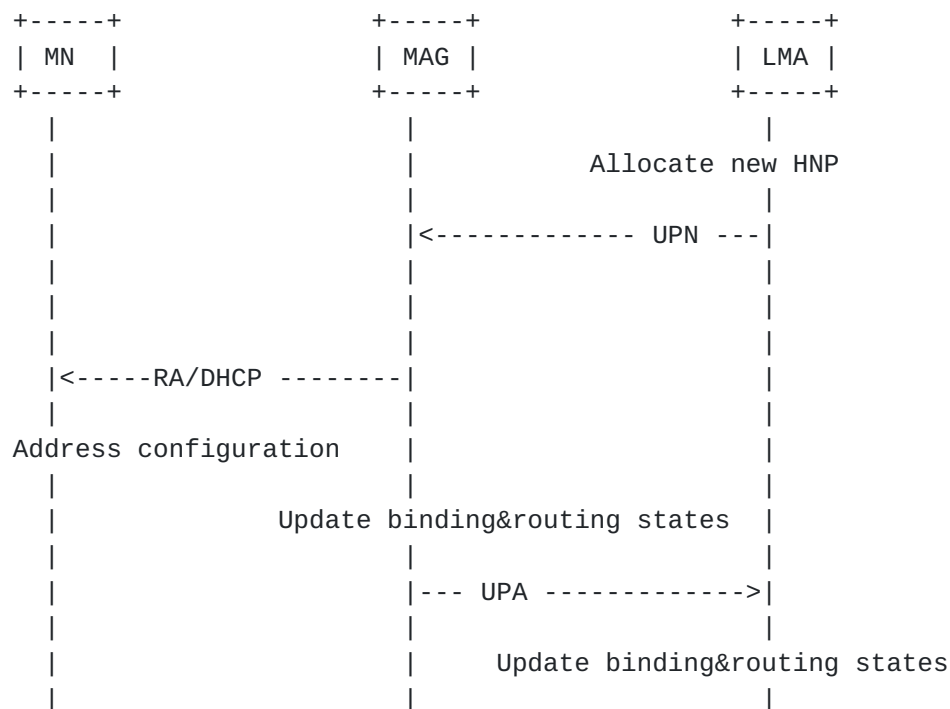 +-----+                +-----+                +-----+
| MN  |                | MAG |                | LMA |
+-----+                +-----+                +-----+
  |                      |                      |
  |                      |           Allocate new HNP
  |                      |                      |
  |                      |<------------- UPN ---|
  |                      |                      |
  |                      |                      |
  |                      |                      |
  |<-----RA/DHCP --------|                      |
  |                      |                      |
Address configuration    |                      |
  |                      |                      |
  |              Update binding&routing states  |
  |                      |                      |
  |                      |--- UPA ------------->|
  |                      |                      |
  |                      |     Update binding&routing states
  |                      |                      |